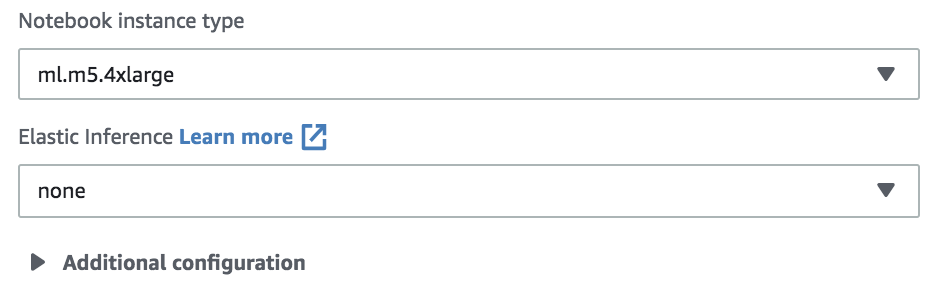 Notebook instance type
ml.m5.4xlarge
Elastic Inference Learn more
none
Additional configuration